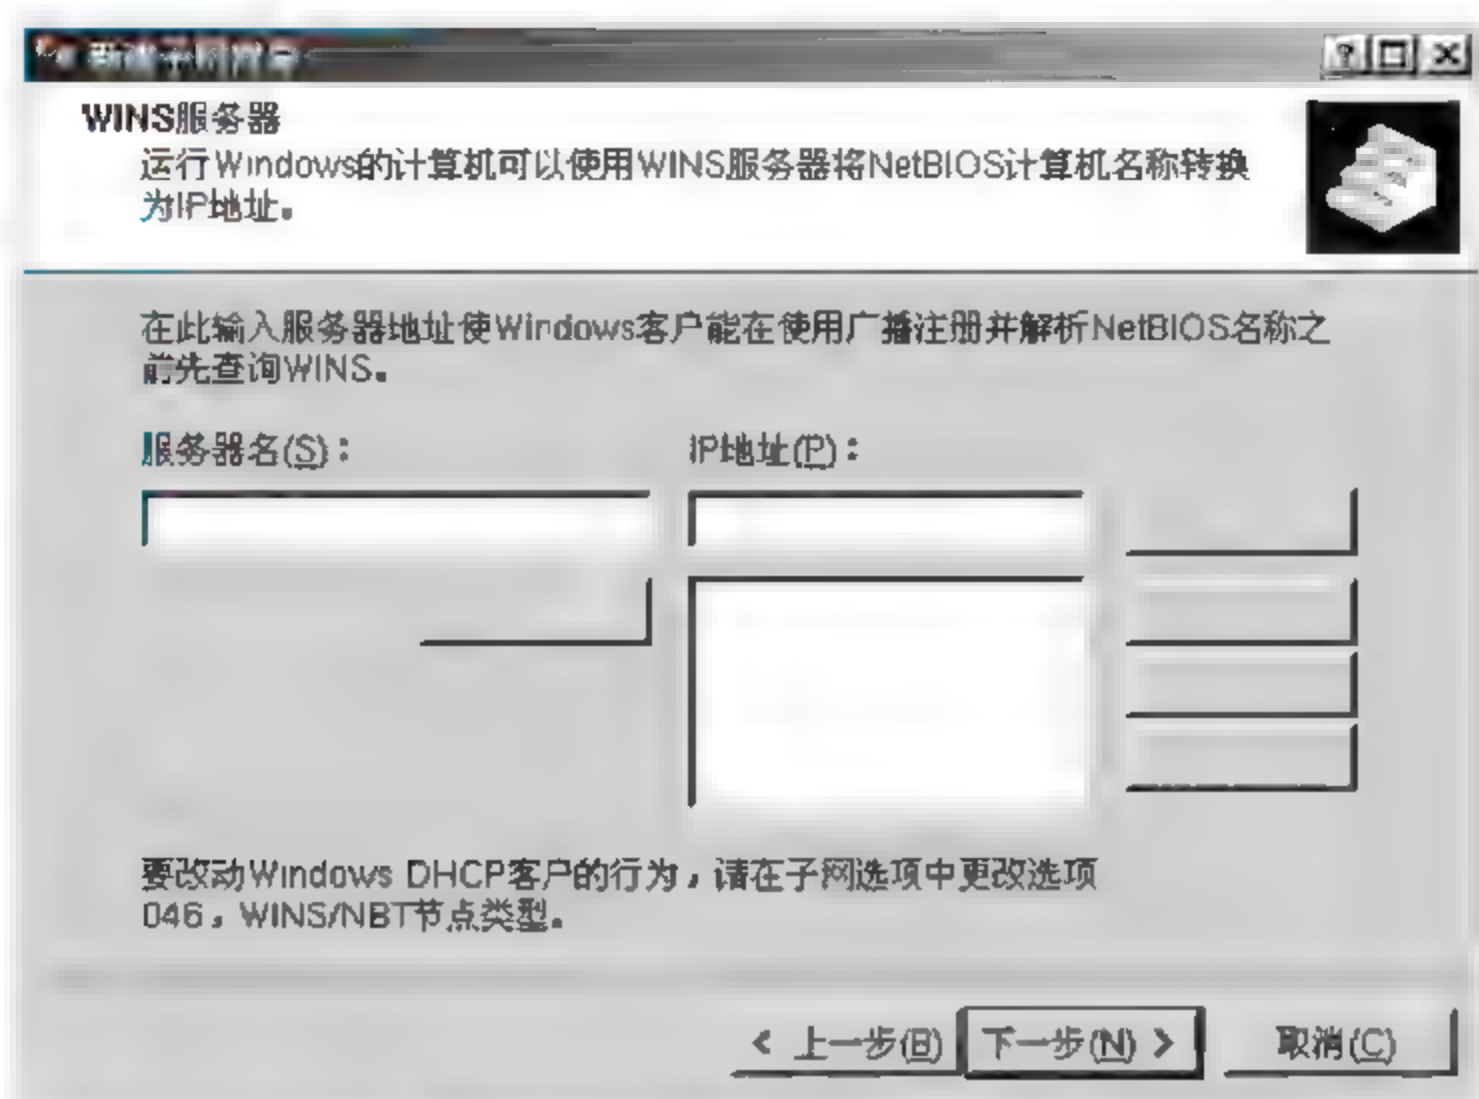 WINS服务器
运行Windows的计算机可以使用WINS服务器将NetBIOS计算机名称转换
为IP地址。
在此输入服务器地址使Windows客户能在使用广播注册并解析NetBIOS名称之
前先查询WINS。
服务器名(S)：
IP地址(P)：
要改动Windows DHCP客户的行为，请在子网选项中更改选项
046，WINS/NBT节点类型。
< 上一步(B)
下一步(N) >
取消(C)